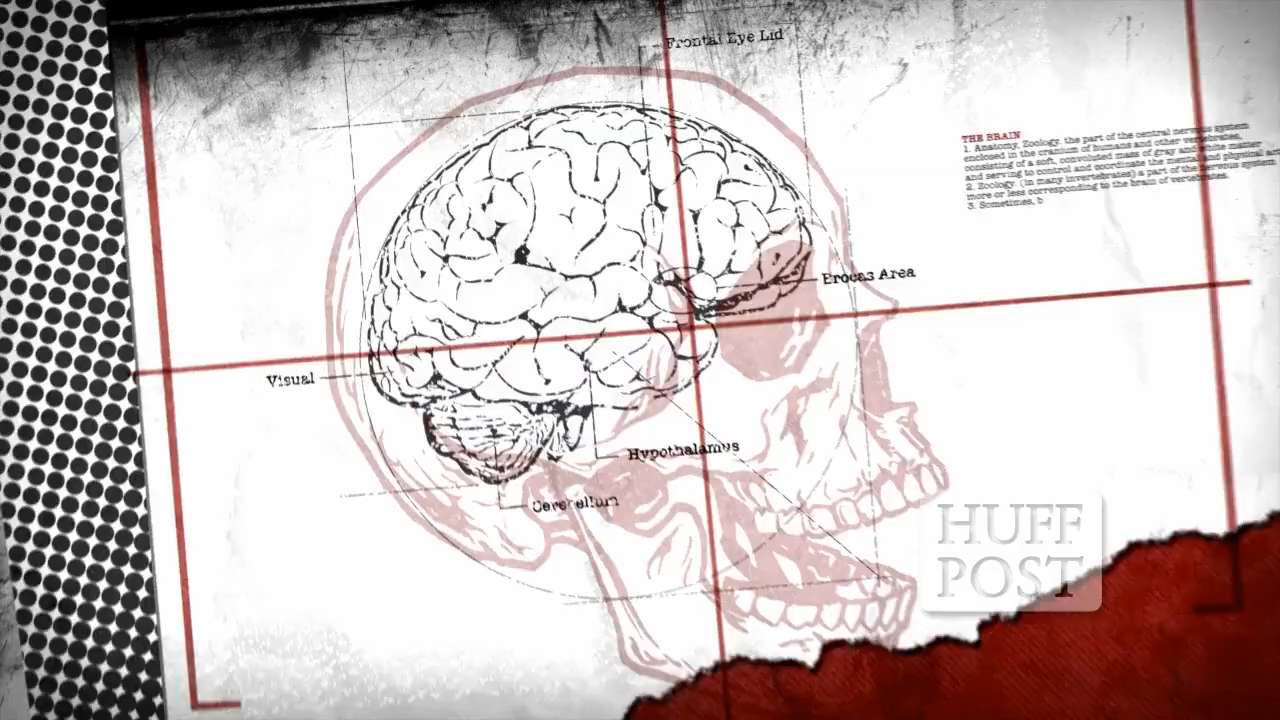 Frontal Eye Lid
THE BRAIN
1. Anatomy, Zoology. the part of the central nervous system
enclosed in the cranium of humans and other vertebrates,
consisting of a soft, convoluted mass of gray and white matter
and serving to control and coordinate the mental and physical
2. Zoology. (in many invertebrates) a part of the nervous system
more or less corresponding to the brain of vertebrates.
3. Sometimes, b
Brocas Area
Visual
Hypothalamus
Cerebellum
HUFF
POST